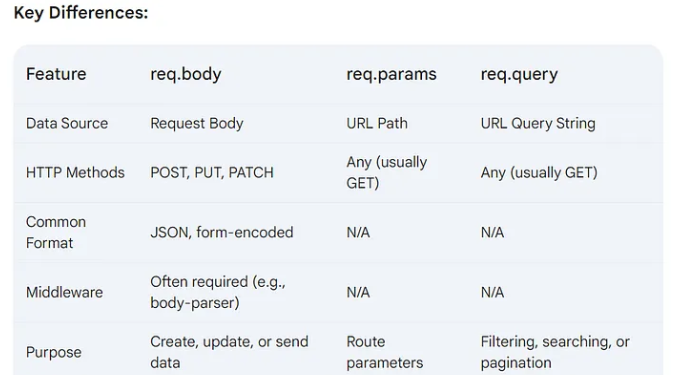 Key Differences:
Feature req.body req.params req.query
Data Source Request Body URL Path URL Query String
HTTP Methods POST, PUT, PATCH Any (usually GET) Any (usually GET)
Common Format JSON, form-encoded N/A N/A
Middleware Often required (e.g., body-parser) N/A N/A
Purpose Create, update, or send data Route parameters Filtering, searching, or pagination